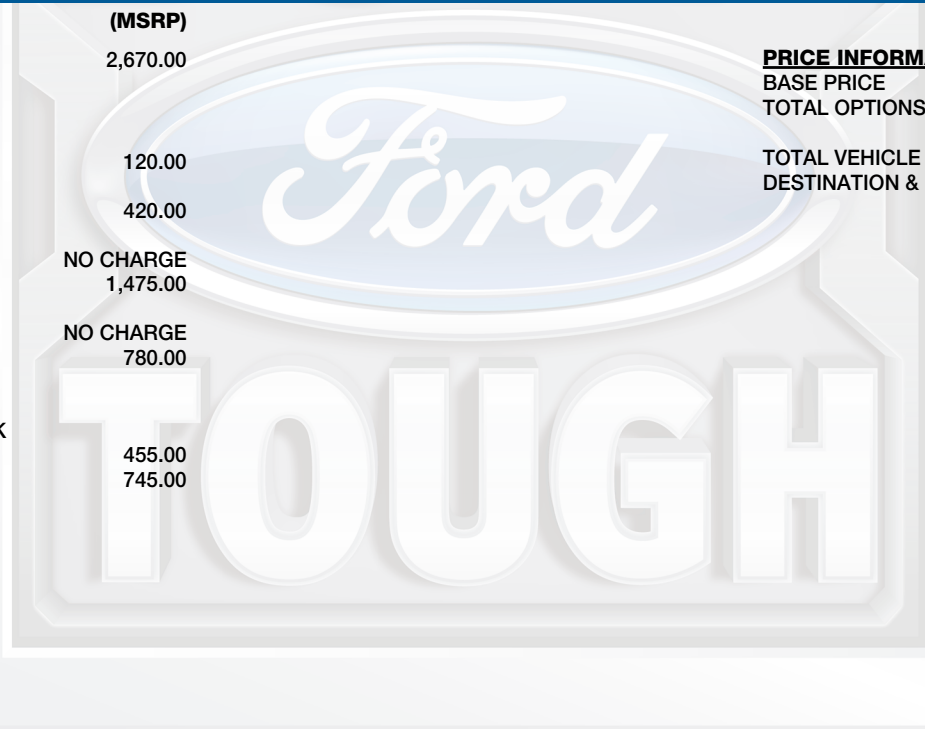 (MSRP)
2,670.00
120.00
420.00
NO CHARGE
1,475.00
NO CHARGE
780.00
K
455.00
745.00
PRICE INFORMA
BASE PRICE
TOTAL OPTIONS
TOTAL VEHICLE
DESTINATION &
Ford
TOUGH